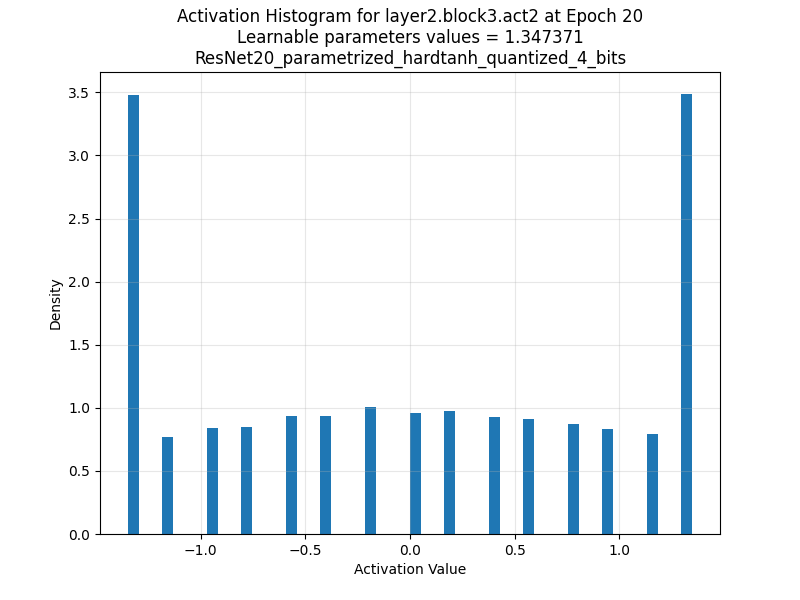 Activation Histogram for layer2.block3.act2 at Epoch 20
Learnable parameters values = 1.347371
ResNet20_parametrized_hardtanh_quantized_4_bits
3.5
3.0
2.5
2.0
1.5
1.0
0.5
0.0
Density
−1.0 −0.5 0.0 0.5 1.0
Activation Value